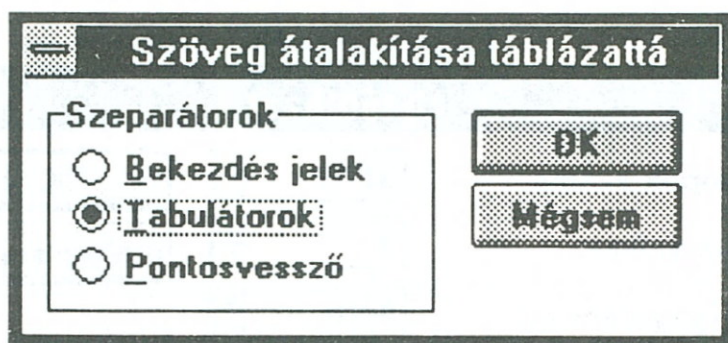 Szöveg átalakítása táblázattá
Szeparátorok
Bekezdés jelek
Tabulátorok
Pontosvessző
OK
Mégsem